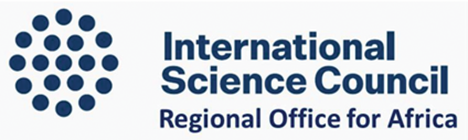 International
Science Council
Regional Office for Africa